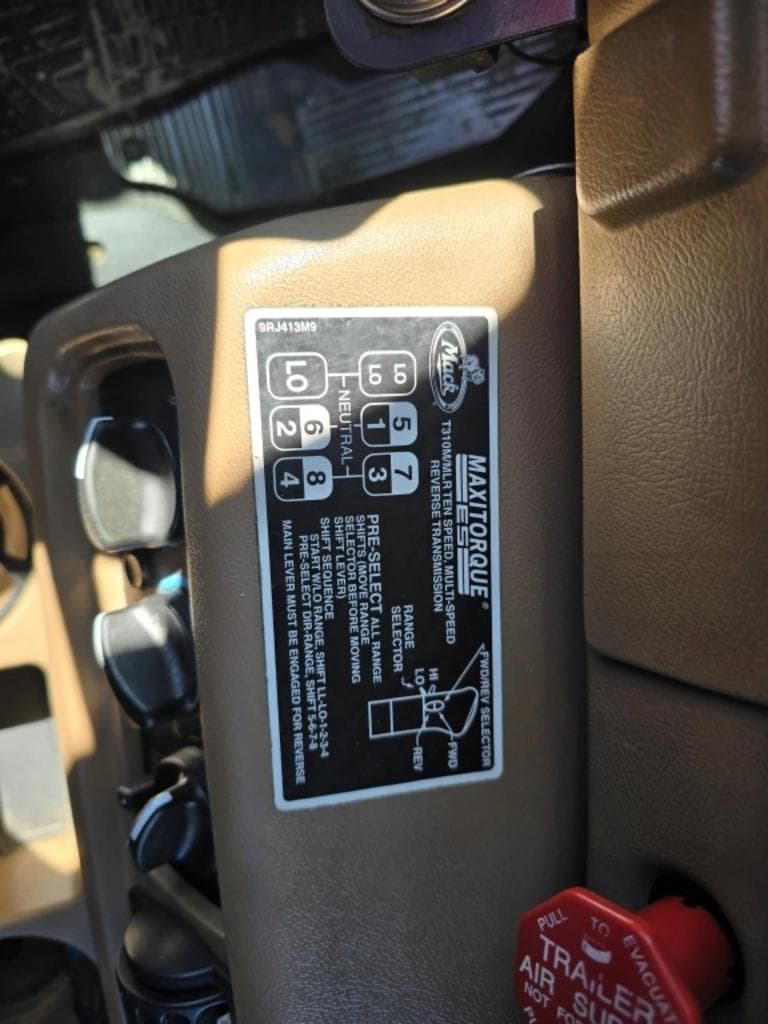 Mack
MAXITORQUE®
ES
T310M/MLR TEN SPEED, MULTI-SPEED
REVERSE TRANSMISSION
LO
LO
5
1
7
3
NEUTRAL
LO
6
2
8
4
9RJ413M9
FWD/REV SELECTOR
RANGE
SELECTOR
HI
LO
FWD
REV
PRE-SELECT ALL RANGE
SHIFTS (MOVE RANGE
SELECTOR BEFORE MOVING
SHIFT LEVER)
SHIFT SEQUENCE
START W/LO RANGE, SHIFT LL-LO-1-2-3-4
PRE-SELECT DIR-RANGE, SHIFT 5-6-7-8
MAIN LEVER MUST BE ENGAGED FOR REVERSE
PULL TO EVACUATE
TRAILER
AIR SUP
NOT FO